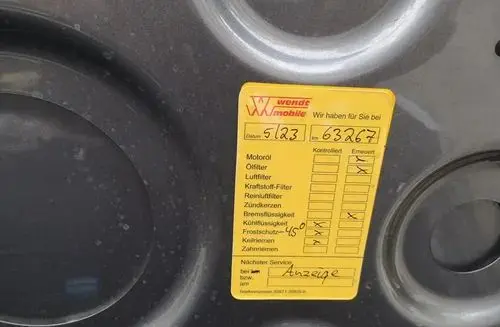 wendt
mobile
Wir haben für Sie bei
Datum 5/23 km 63267
Kontrolliert Erneuert
Motoröl x
Ölfilter x
Luftfilter
Kraftstoff-Filter
Reinluftfilter
Zündkerzen
Bremsflüssigkeit x
Kühlflüssigkeit x
Frostschutz -45° x
Keilriemen x
Zahnriemen
Nächster Service
bei km Anzeige
bzw.
am